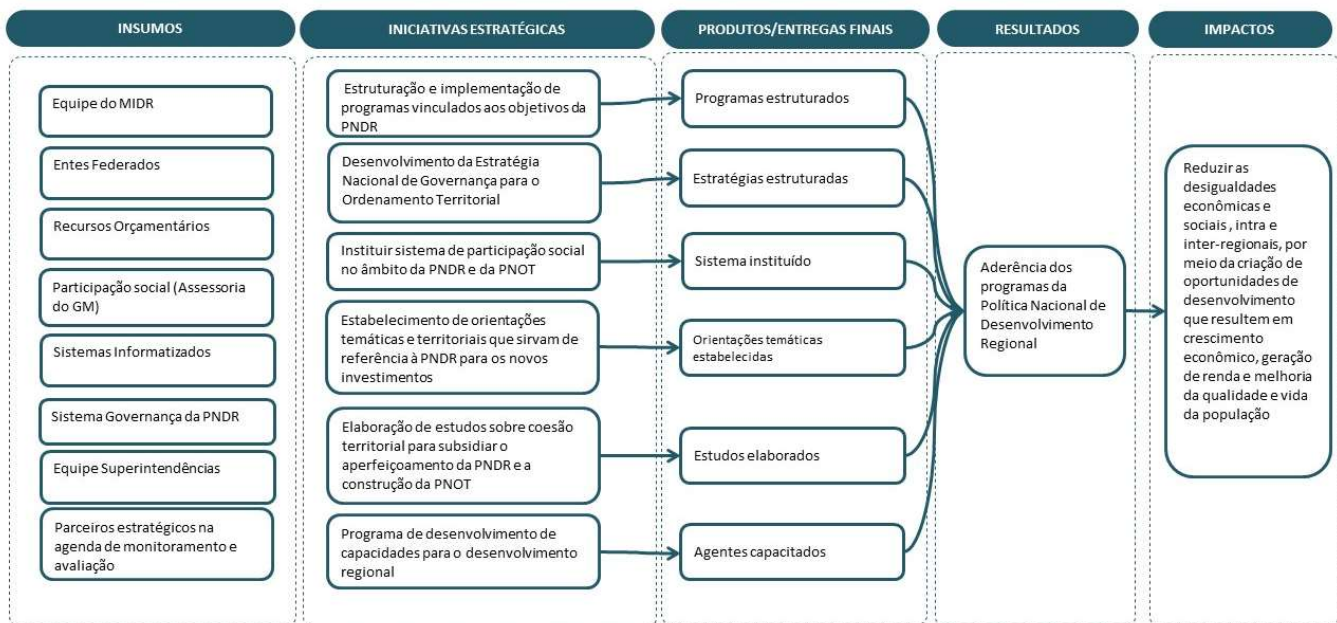 INSUMOS
Equipe do MIDR
Entes Federados
Recursos Orçamentários
Participação social (Assessoria
do GM)
Sistemas Informatizados
Sistema Governança da PNDR
Equipe Superintendências
Parceiros estratégicos na
agenda de monitoramento e
avaliação
INICIATIVAS ESTRATÉGICAS
Estruturação e implementação de
programas vinculados aos objetivos da
PNDR
Desenvolvimento da Estratégia
Nacional de Governança para o
Ordenamento Territorial
Instituir sistema de participação social
no âmbito da PNDR e da PNOT
Estabelecimento de orientações
temáticas e territoriais que sirvam de
referência à PNDR para os novos
investimentos
Elaboração de estudos sobre coesão
territorial para subsidiar o
aperfeiçoamento da PNDR e a
construção da PNOT
Programa de desenvolvimento de
capacidades para o desenvolvimento
regional
PRODUTOS/ENTREGAS FINAIS
Programas estruturados
Estratégias estruturadas
Sistema instituído
Orientações temáticas
estabelecidas
Estudos elaborados
Agentes capacitados
RESULTADOS
Aderência dos
programas da
Política Nacional de
Desenvolvimento
Regional
IMPACTOS
Reduzir as
desigualdades
econômicas e
sociais , intra e
inter-regionais, por
meio da criação de
oportunidades de
desenvolvimento
que resultem em
crescimento
econômico, geração
de renda e melhoria
da qualidade e vida
da população